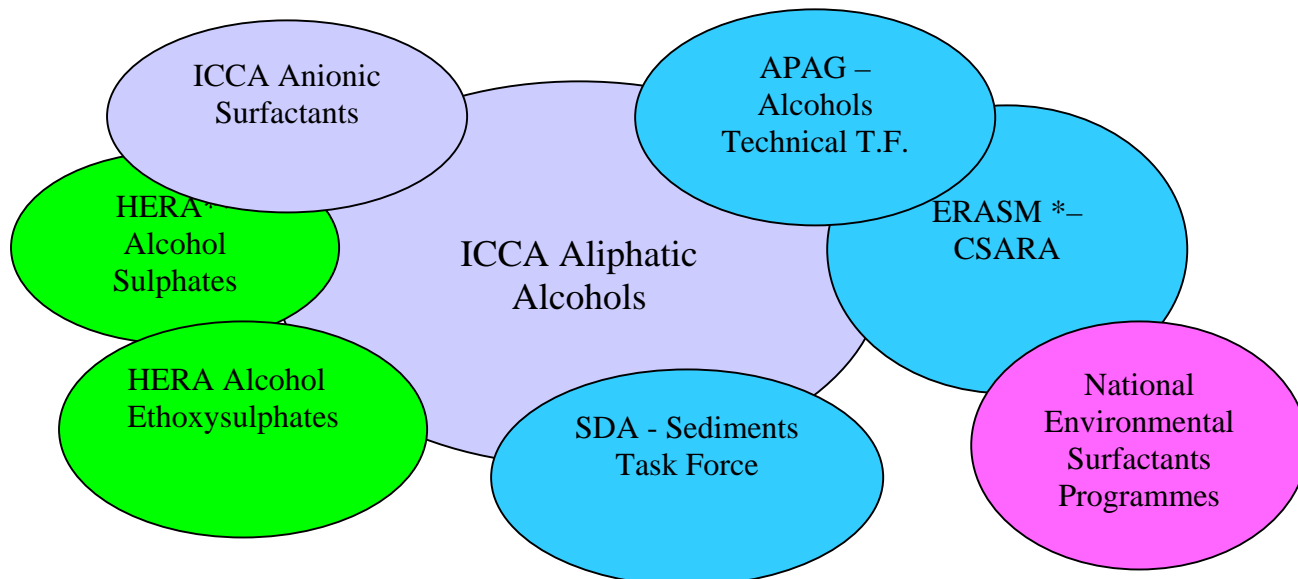 ICCA Anionic
Surfactants
APAG –
Alcohols
Technical T.F.
HERA*
Alcohol
Sulphates
ERASM *–
CSARA
ICCA Aliphatic
Alcohols
HERA Alcohol
Ethoxysulphates
SDA - Sediments
Task Force
National
Environmental
Surfactants
Programmes